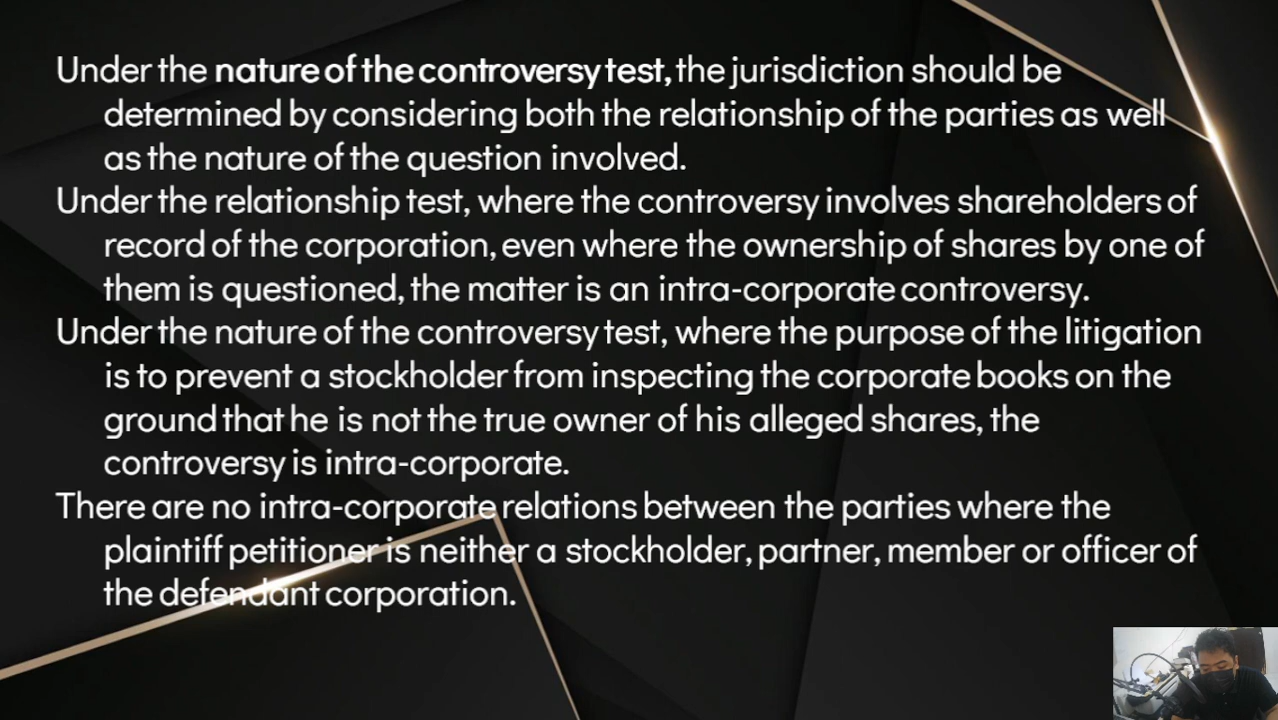 Under the nature of the controversy test, the jurisdiction should be
determined by considering both the relationship of the parties as well
as the nature of the question involved.
Under the relationship test, where the controversy involves shareholders of
record of the corporation, even where the ownership of shares by one of
them is questioned, the matter is an intra-corporate controversy.
Under the nature of the controversy test, where the purpose of the litigation
is to prevent a stockholder from inspecting the corporate books on the
ground that he is not the true owner of his alleged shares, the
controversy is intra-corporate.
There are no intra-corporate relations between the parties where the
plaintiff petitioner is neither a stockholder, partner, member or officer of
the defendant corporation.